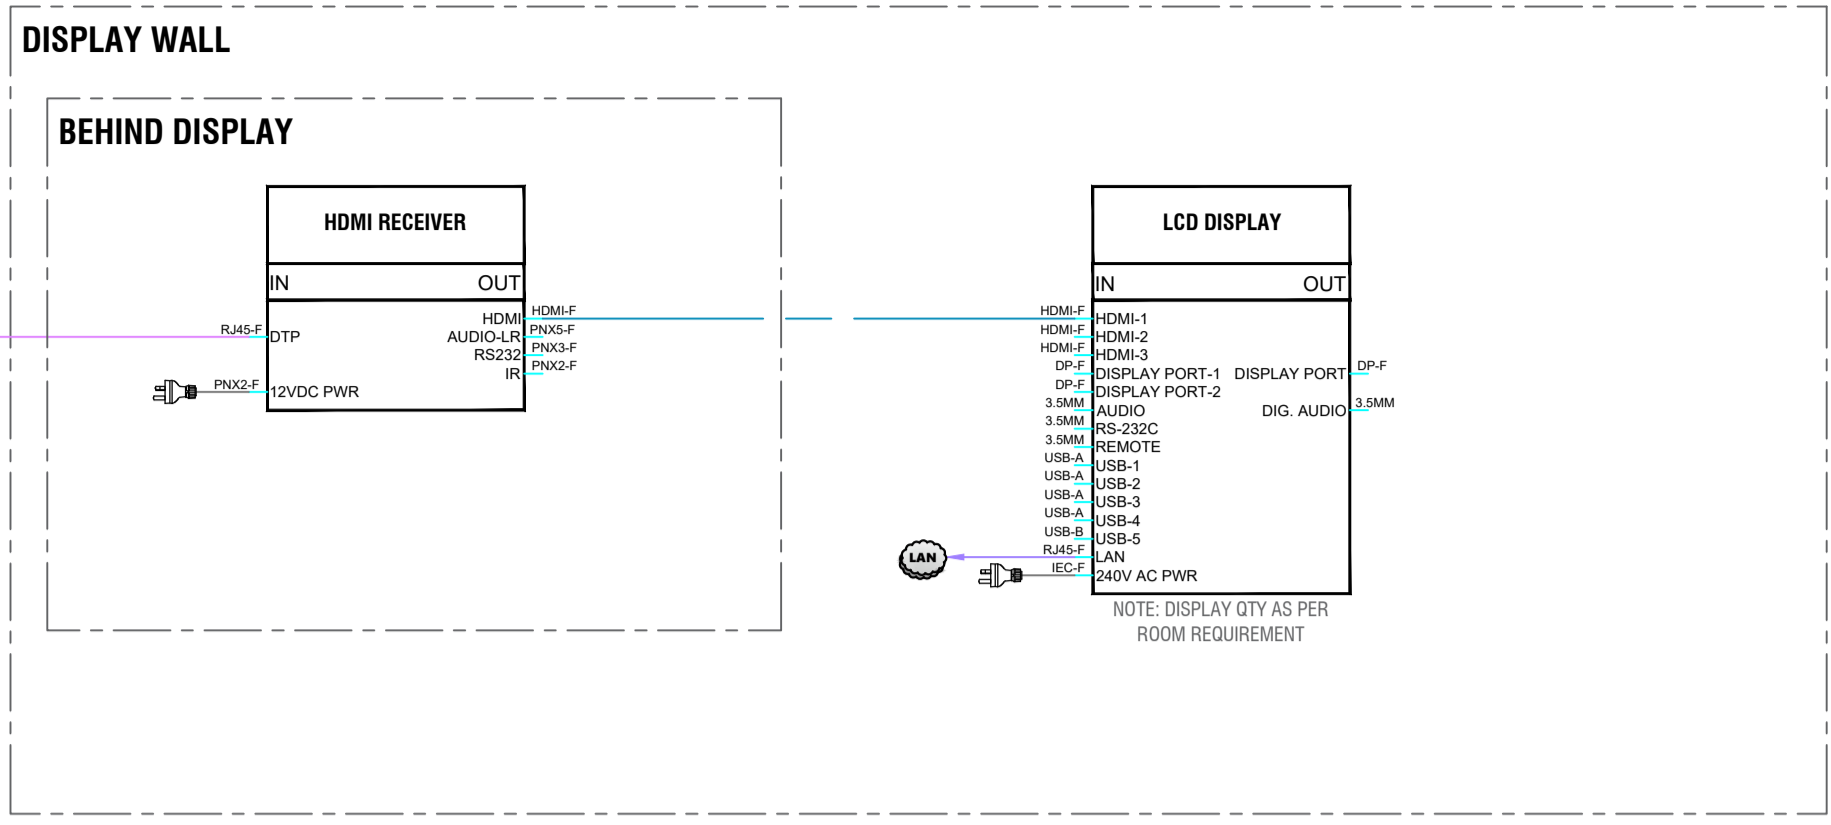 DISPLAY WALL
BEHIND DISPLAY
HDMI RECEIVER
IN OUT
HDMI HDMI-F
RJ45-F DTP AUDIO-LR PNX5-F
RS232 PNX3-F
IR PNX2-F
PNX2-F 12VDC PWR
LCD DISPLAY
IN OUT
HDMI-F HDMI-1
HDMI-F HDMI-2
HDMI-F HDMI-3
DP-F DISPLAY PORT-1 DISPLAY PORT DP-F
DP-F DISPLAY PORT-2
3.5MM AUDIO DIG. AUDIO 3.5MM
3.5MM RS-232C
3.5MM REMOTE
USB-A USB-1
USB-A USB-2
USB-A USB-3
USB-A USB-4
USB-B USB-5
LAN RJ45-F LAN
IEC-F 240V AC PWR
NOTE: DISPLAY QTY AS PER
ROOM REQUIREMENT